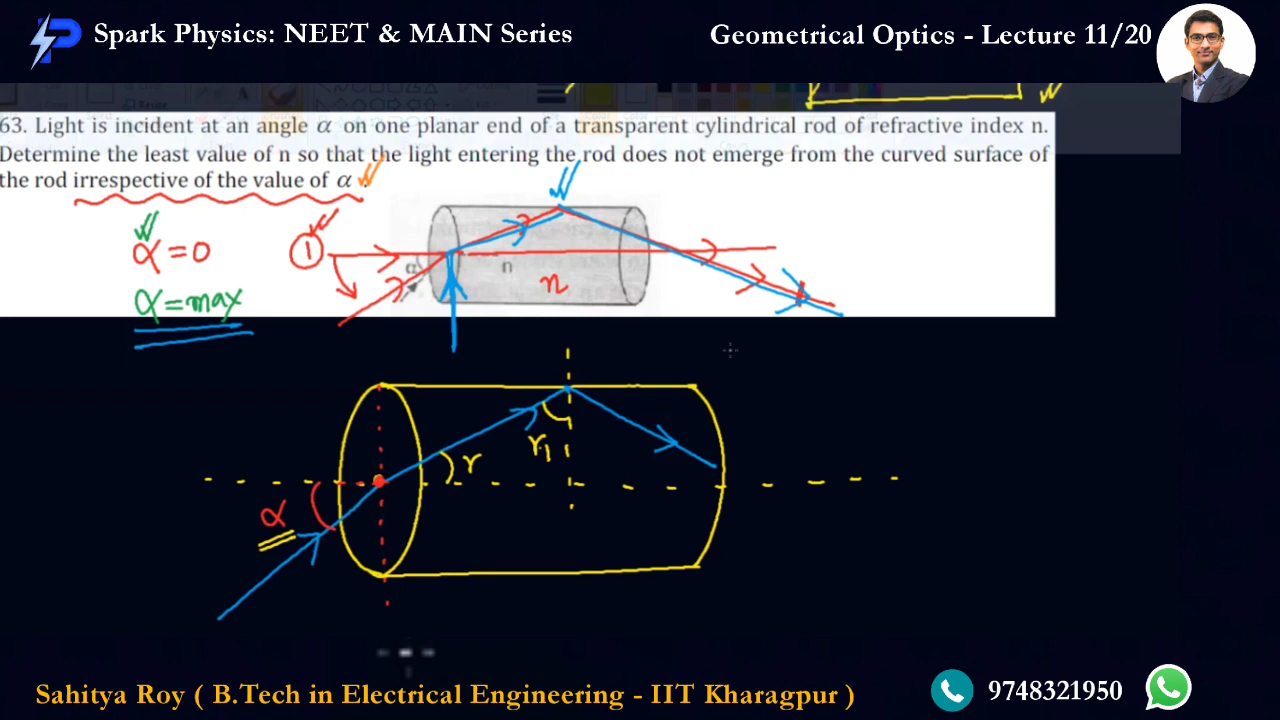 Spark Physics: NEET & MAIN Series
Geometrical Optics - Lecture 11/20
63. Light is incident at an angle α on one planar end of a transparent cylindrical rod of refractive index n.
Determine the least value of n so that the light entering the rod does not emerge from the curved surface of
the rod irrespective of the value of α
α = 0
1
α
n
n
α = max
r
r₁
α
Sahitya Roy ( B.Tech in Electrical Engineering - IIT Kharagpur )
9748321950